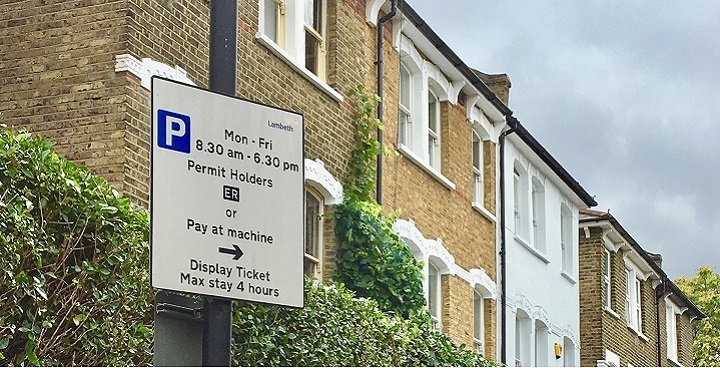 Lambeth
P
Mon - Fri
8.30 am - 6.30 pm
Permit Holders
ER
or
Pay at machine
Display Ticket
Max stay 4 hours